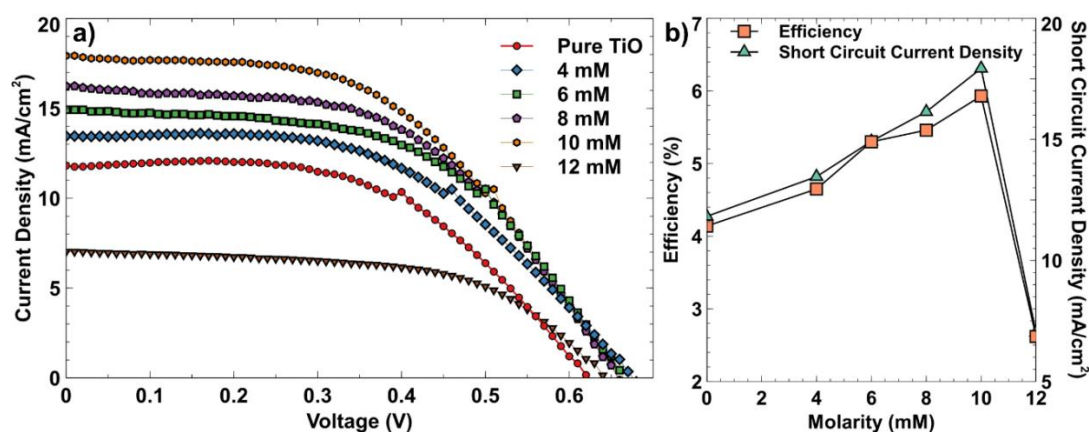 a)
Current Density (mA/cm²)
20
15
10
5
0
0
0.1
0.2
0.3
0.4
0.5
0.6
Voltage (V)
Pure TiO
4 mM
6 mM
8 mM
10 mM
12 mM
b)
Efficiency (%)
7
6
5
4
3
2
0
2
4
6
8
10
12
Molarity (mM)
Efficiency
Short Circuit Current Density
20
15
10
5
Short Circuit Current Density (mA/cm²)